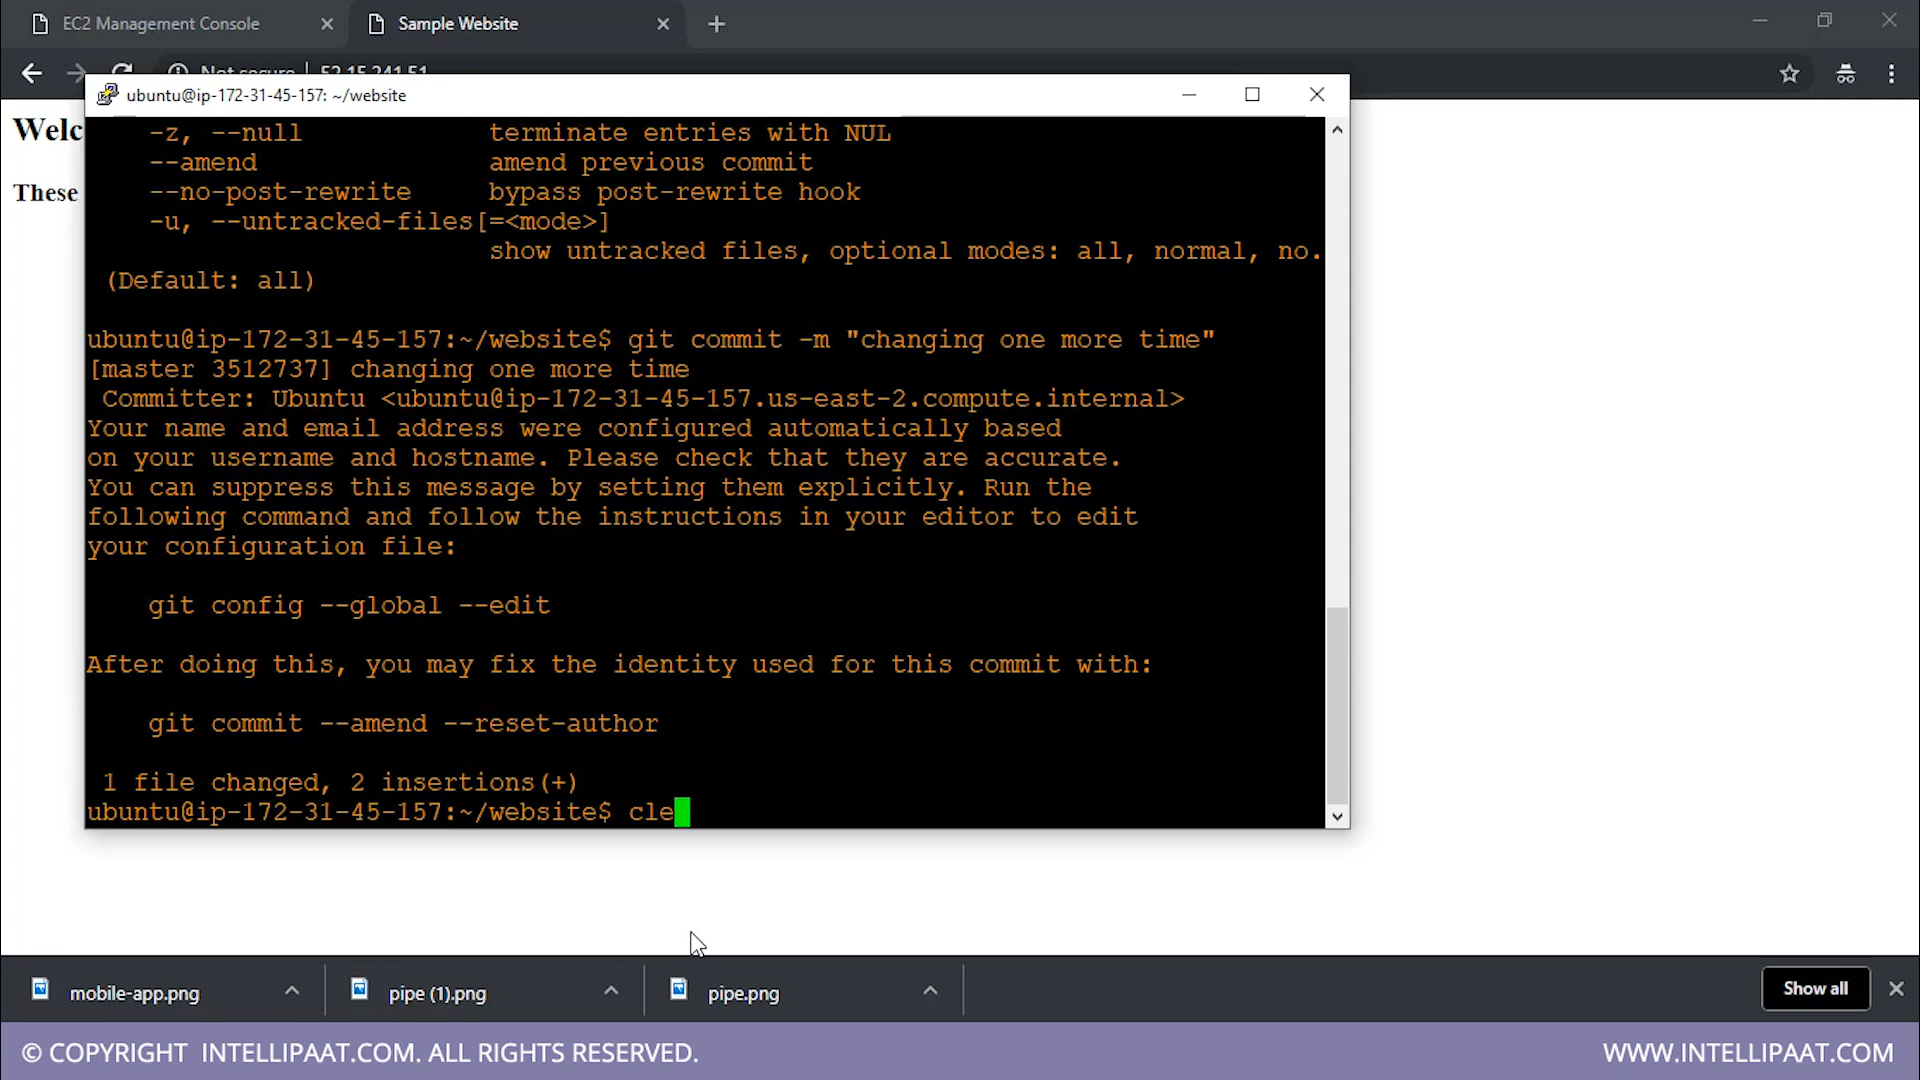 EC2 Management Console
Sample Website
Not secure | 52.15.241.51
ubuntu@ip-172-31-45-157: ~/website
Welc
These
-z, --null terminate entries with NUL
--amend amend previous commit
--no-post-rewrite bypass post-rewrite hook
-u, --untracked-files[=<mode>]
show untracked files, optional modes: all, normal, no.
(Default: all)
ubuntu@ip-172-31-45-157:~/website$ git commit -m "changing one more time"
[master 3512737] changing one more time
Committer: Ubuntu <ubuntu@ip-172-31-45-157.us-east-2.compute.internal>
Your name and email address were configured automatically based
on your username and hostname. Please check that they are accurate.
You can suppress this message by setting them explicitly. Run the
following command and follow the instructions in your editor to edit
your configuration file:
git config --global --edit
After doing this, you may fix the identity used for this commit with:
git commit --amend --reset-author
1 file changed, 2 insertions(+)
ubuntu@ip-172-31-45-157:~/website$ cle
mobile-app.png
pipe (1).png
pipe.png
Show all
© COPYRIGHT INTELLIPAAT.COM. ALL RIGHTS RESERVED.
WWW.INTELLIPAAT.COM